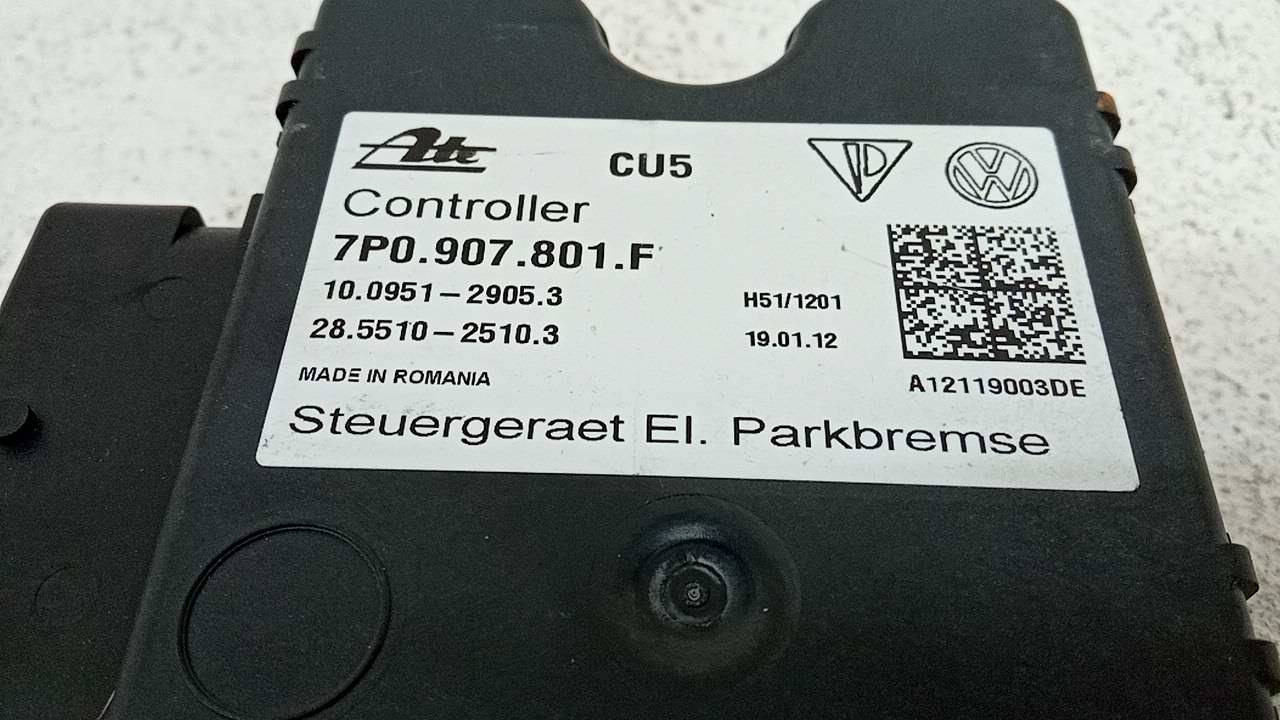 Ate CU5
Controller
7P0.907.801.F
10.0951-2905.3 H51/1201
28.5510-2510.3 19.01.12
MADE IN ROMANIA A12119003DE
Steuergeraet El. Parkbremse